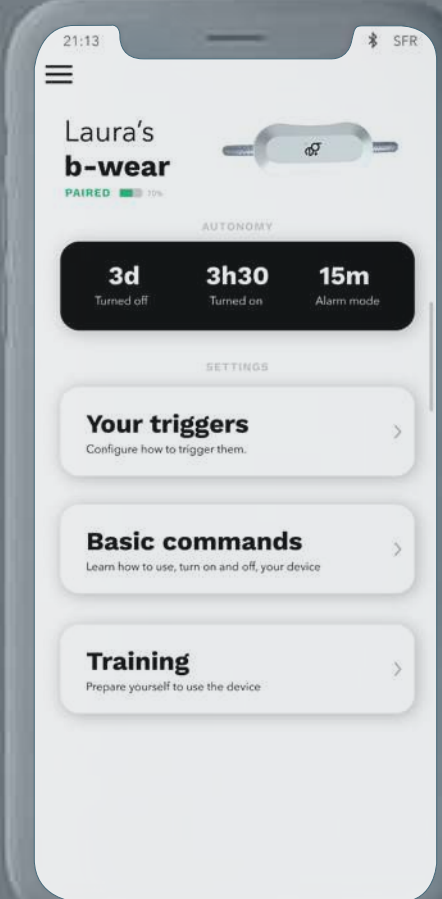 21:13
SFR
Laura's
b-wear
PAIRED 70%
AUTONOMY
3d 3h30 15m
Turned off Turned on Alarm mode
SETTINGS
Your triggers
Configure how to trigger them.
Basic commands
Learn how to use, turn on and off, your device
Training
Prepare yourself to use the device